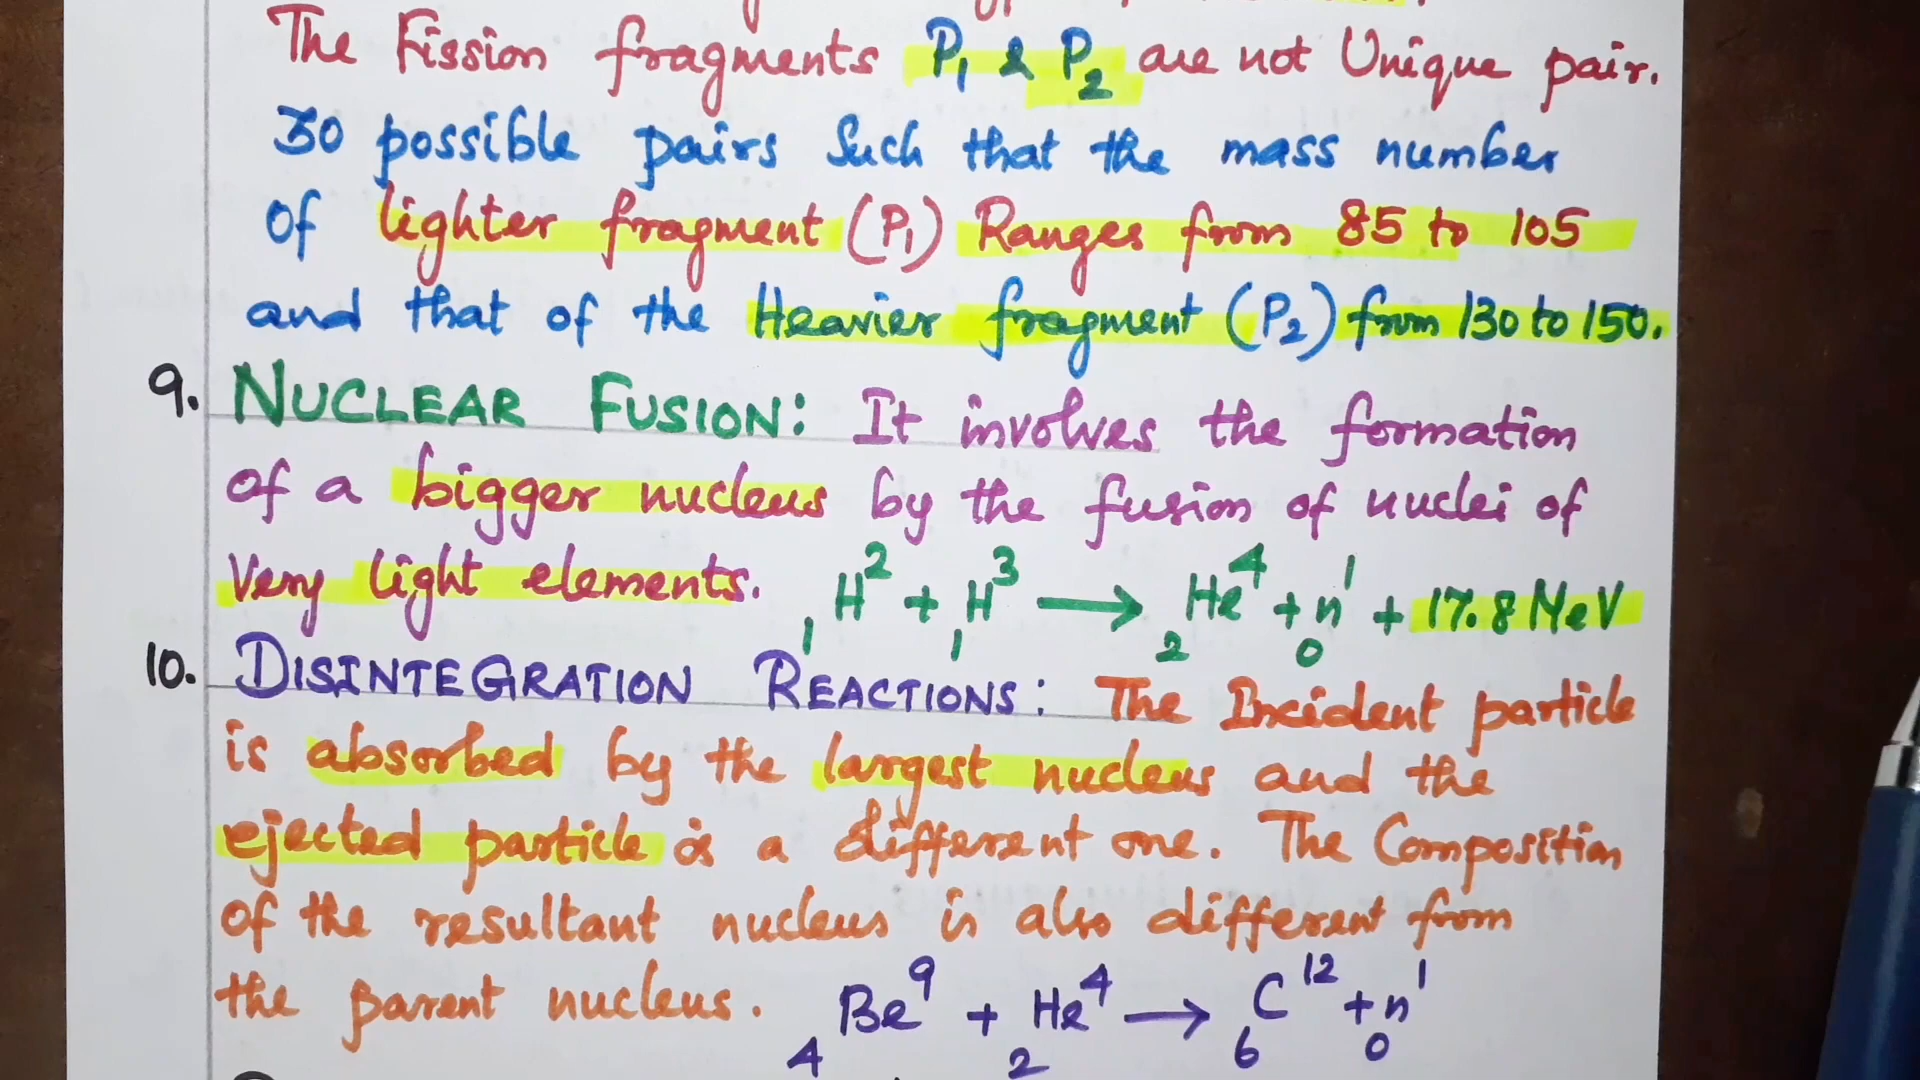 The Fission fragments P₁ & P₂ are not Unique pair.
30 possible pairs Such that the mass number
of lighter fragment (P₁) Ranges from 85 to 105
and that of the Heavier fragment (P₂) from 130 to 150.
9. NUCLEAR FUSION: It involves the formation
of a bigger nucleus by the fusion of nuclei of
Very light elements. ₁H² + ₁H³ → ₂He⁴ + ₀n¹ + 17.8 MeV
10. DISINTEGRATION REACTIONS: The Incident particle
is absorbed by the largest nucleus and the
ejected particle is a different one. The Composition
of the resultant nucleus is also different from
the parent nucleus. ₄Be⁹ + ₂He⁴ → ₆C¹² + ₀n¹